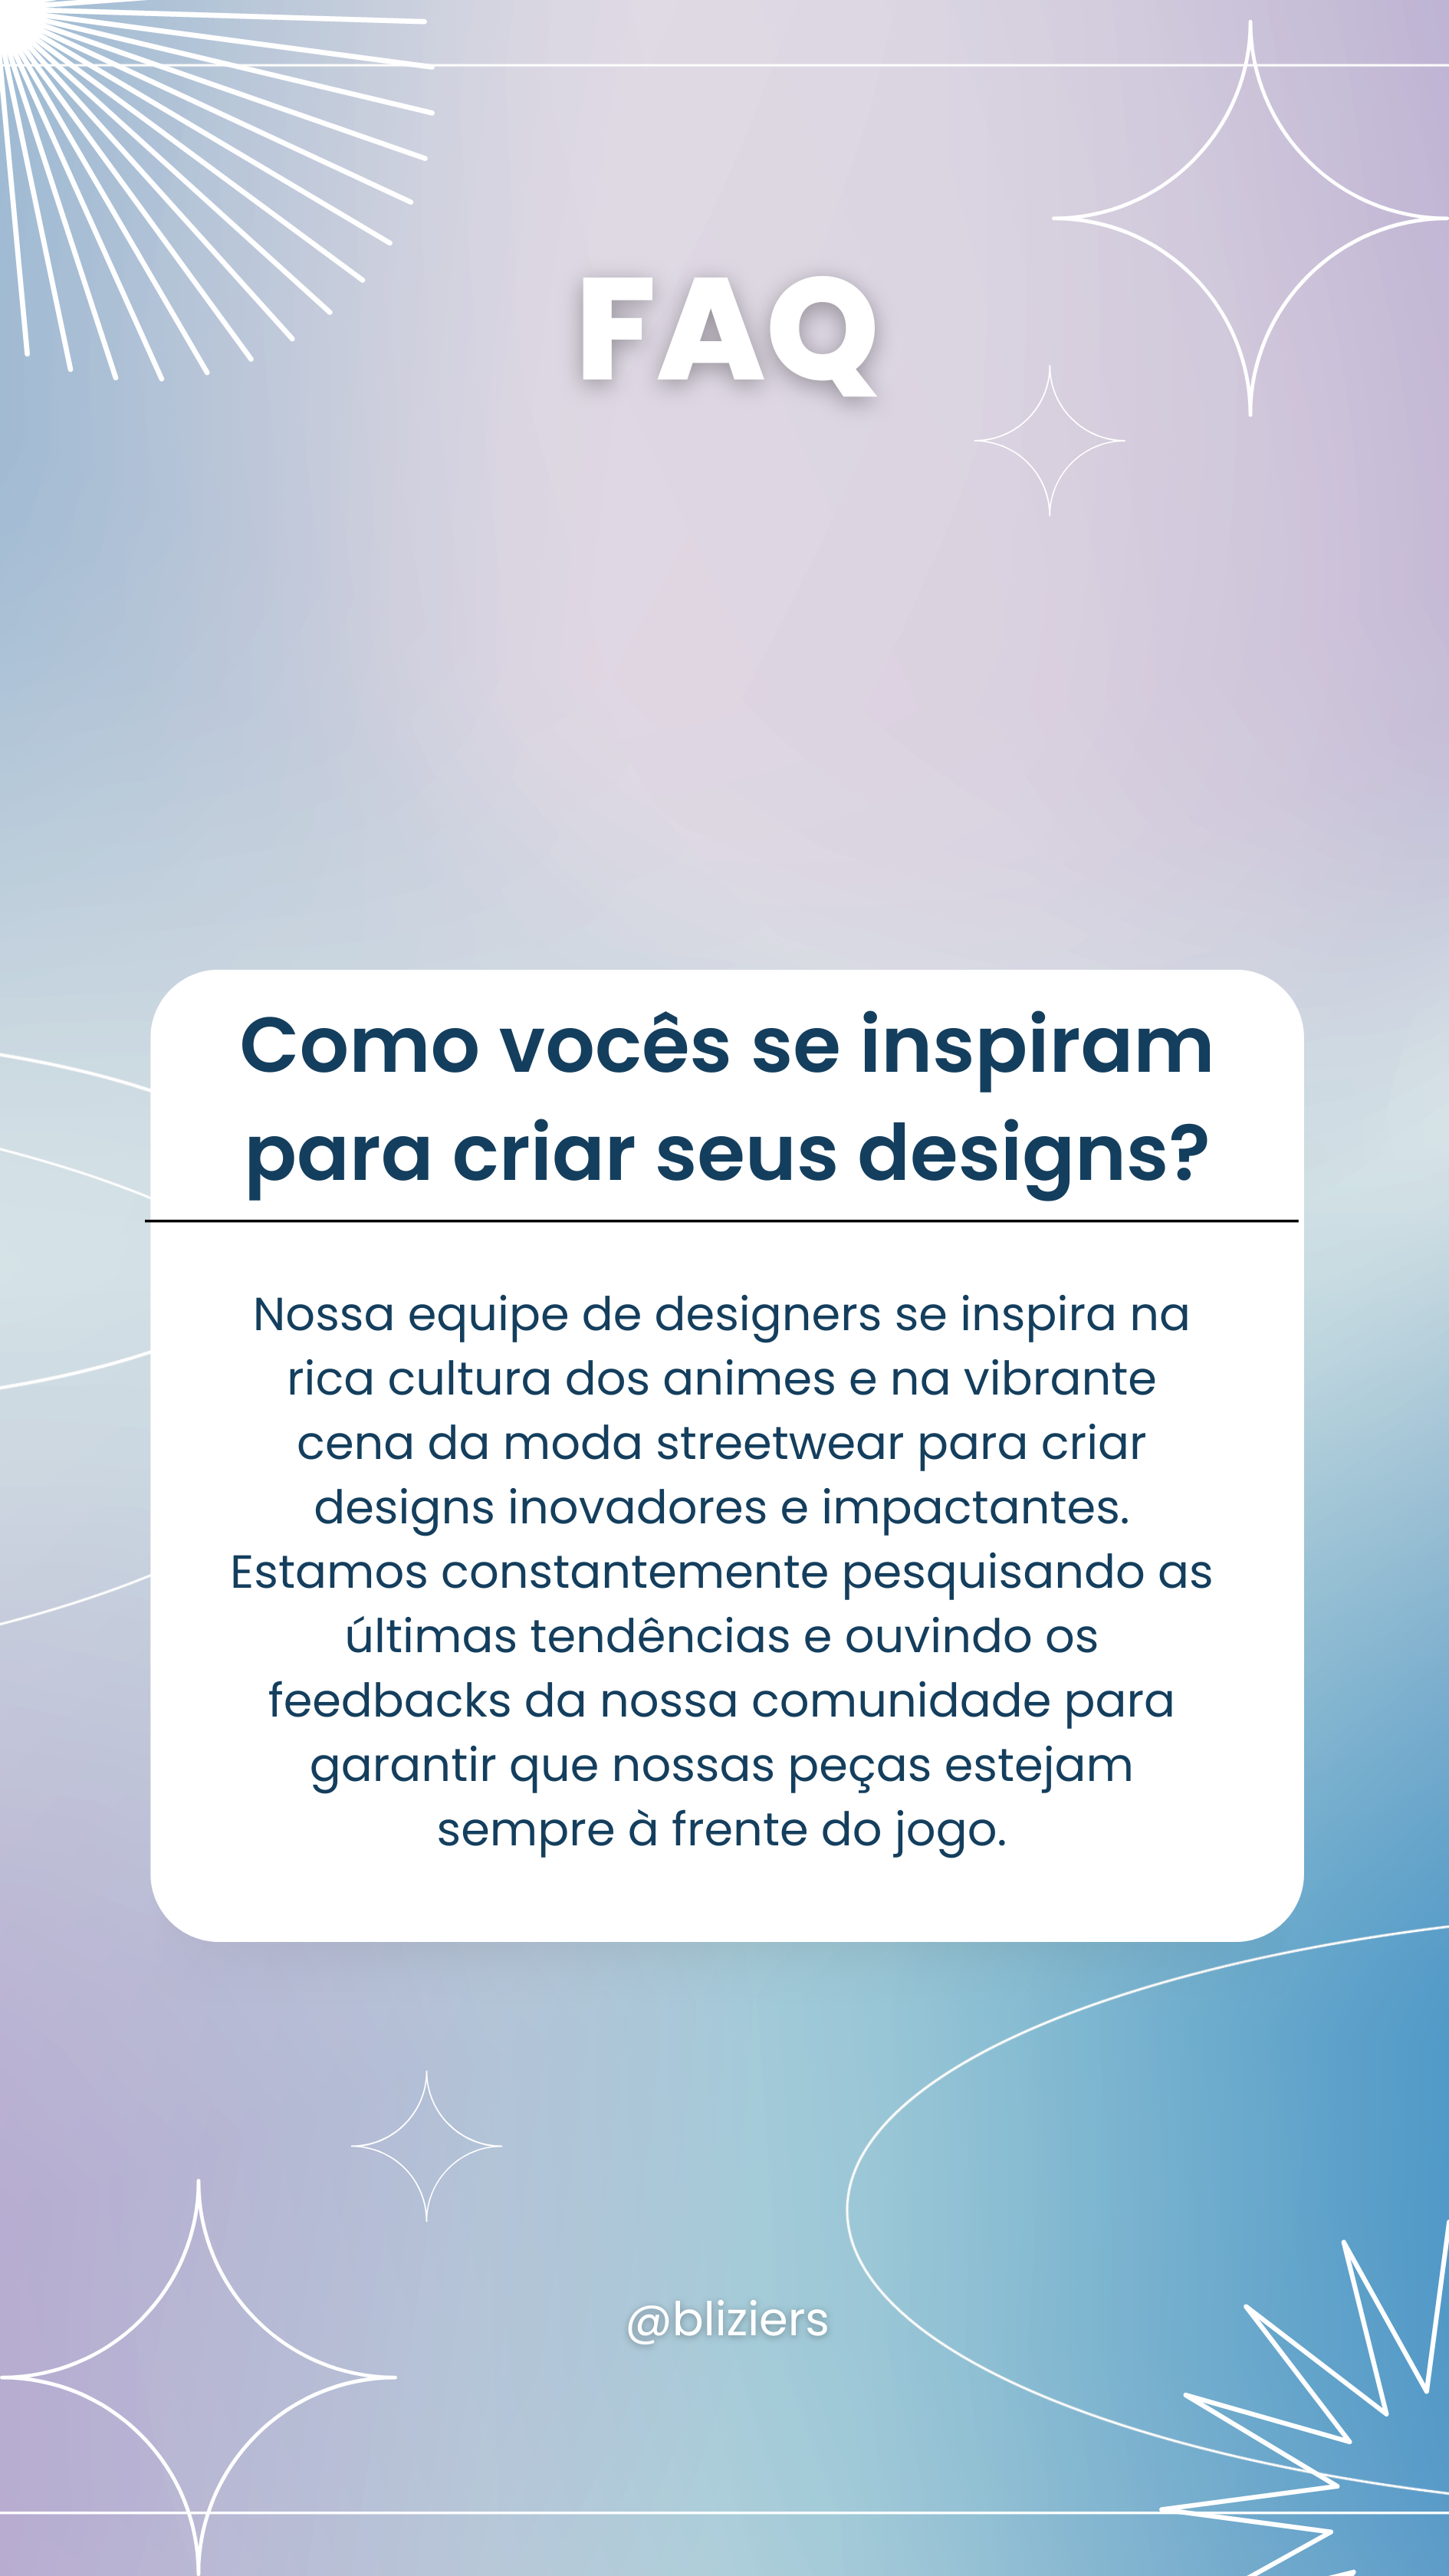 FAQ
Como vocês se inspiram
para criar seus designs?
Nossa equipe de designers se inspira na
rica cultura dos animes e na vibrante
cena da moda streetwear para criar
designs inovadores e impactantes.
Estamos constantemente pesquisando as
últimas tendências e ouvindo os
feedbacks da nossa comunidade para
garantir que nossas peças estejam
sempre à frente do jogo.
@bliziers